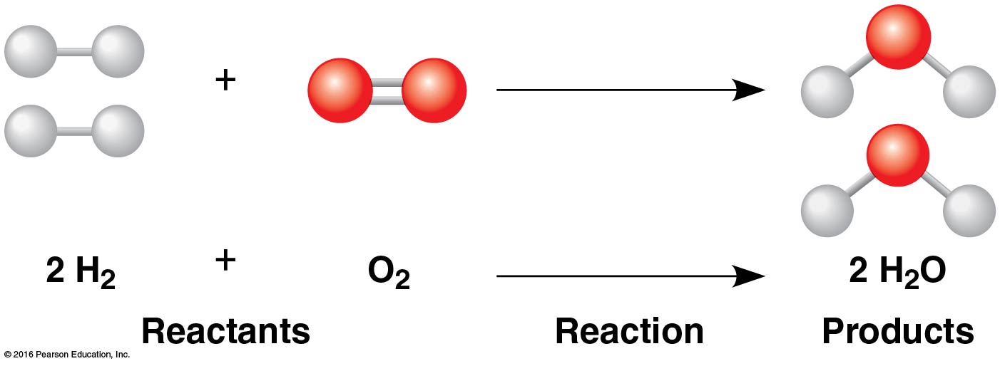 +
2 H₂ + O₂ 2 H₂O
Reactants Reaction Products
© 2016 Pearson Education, Inc.